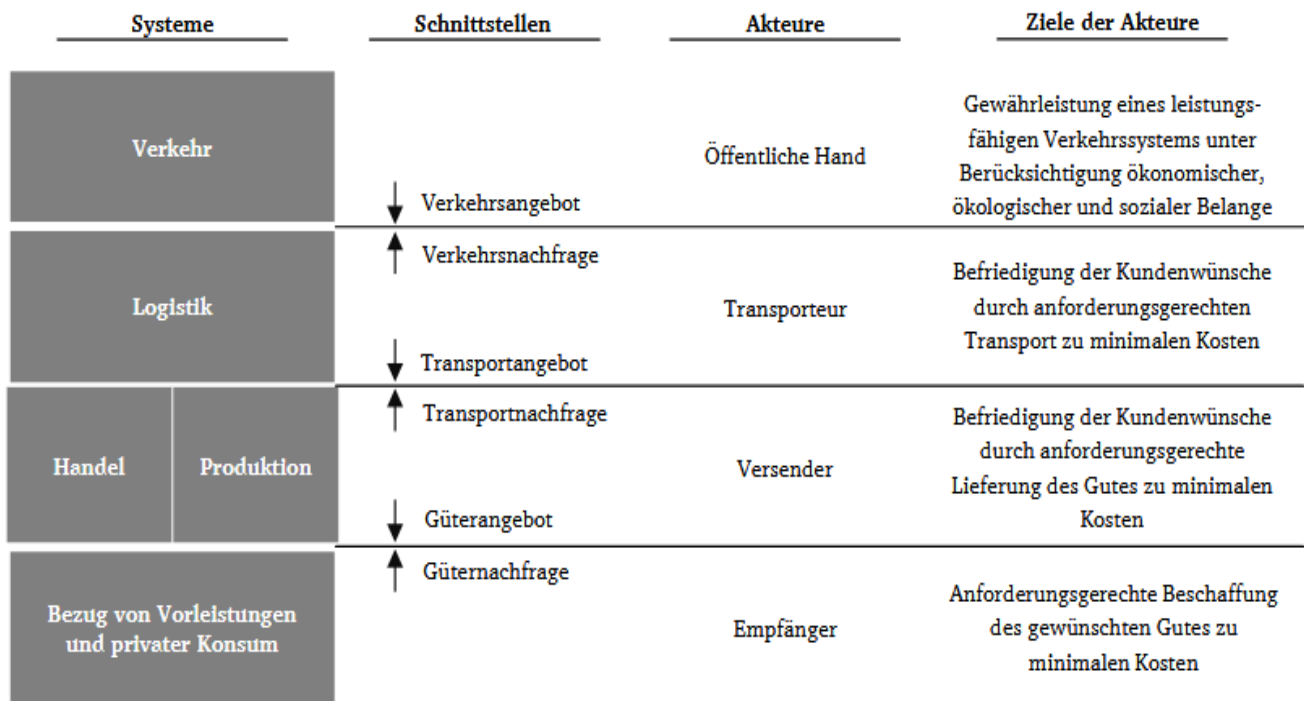 Systeme
Schnittstellen
Akteure
Ziele der Akteure
Verkehr
Verkehrsangebot
Öffentliche Hand
Gewährleistung eines leistungs-
fähigen Verkehrssystems unter
Berücksichtigung ökonomischer,
ökologischer und sozialer Belange
Logistik
Verkehrsnachfrage
Transportangebot
Transporteur
Befriedigung der Kundenwünsche
durch anforderungsgerechten
Transport zu minimalen Kosten
Handel
Produktion
Transportnachfrage
Güterangebot
Versender
Befriedigung der Kundenwünsche
durch anforderungsgerechte
Lieferung des Gutes zu minimalen
Kosten
Bezug von Vorleistungen
und privater Konsum
Güternachfrage
Empfänger
Anforderungsgerechte Beschaffung
des gewünschten Gutes zu
minimalen Kosten